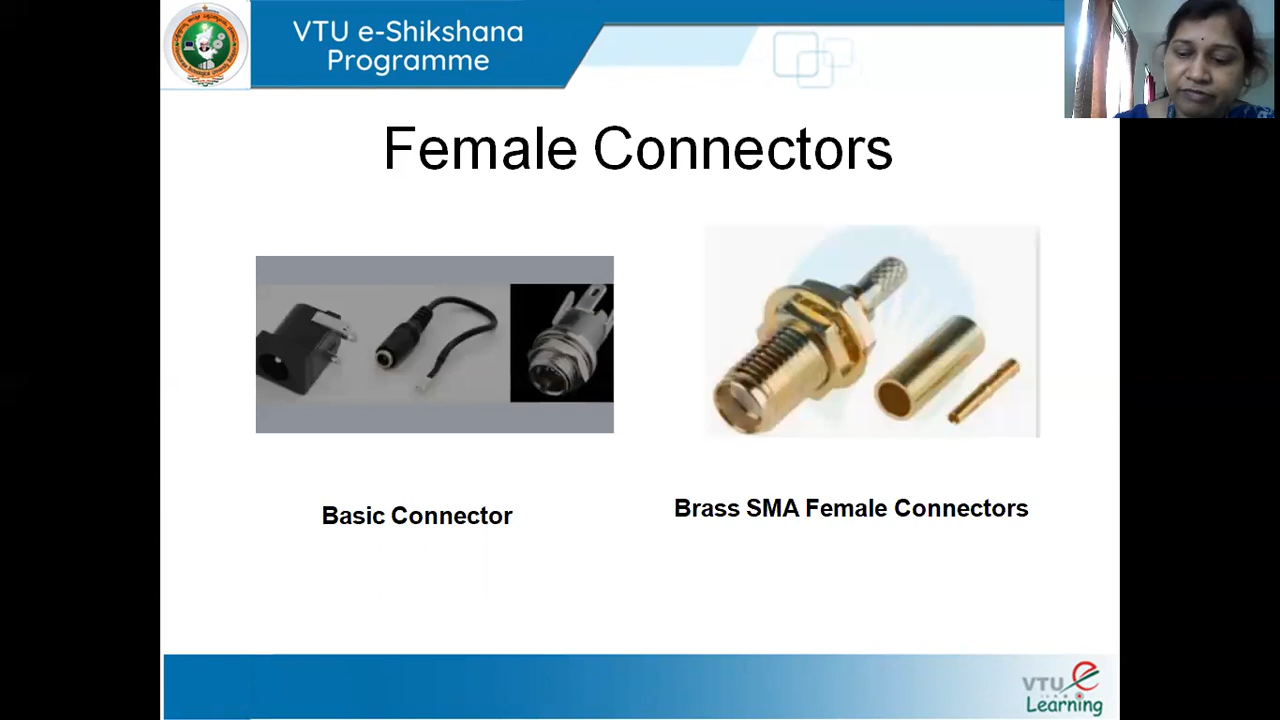 VTU e-Shikshana
Programme
Female Connectors
Basic Connector
Brass SMA Female Connectors
VTU e
Learning